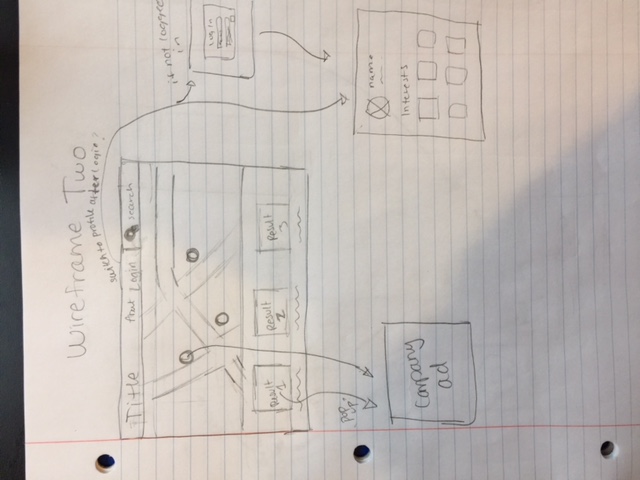 Wireframe Two
switch to profile after login?
Title About Login search
if not logged
in
Login
Result
1
Result
2
Result
3
pop
up
Company
ad
name
Interests